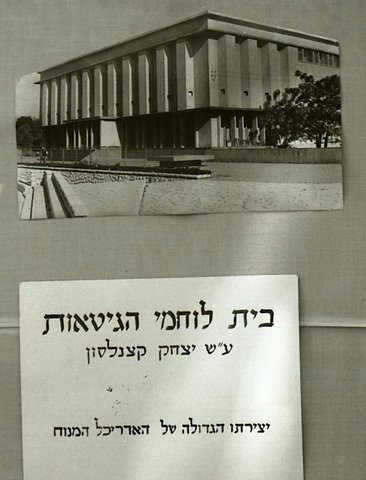 בית לוחמי הגיטאות
ע"ש יצחק קצנלסון
יצירתו הגדולה של האדריכל המנוח